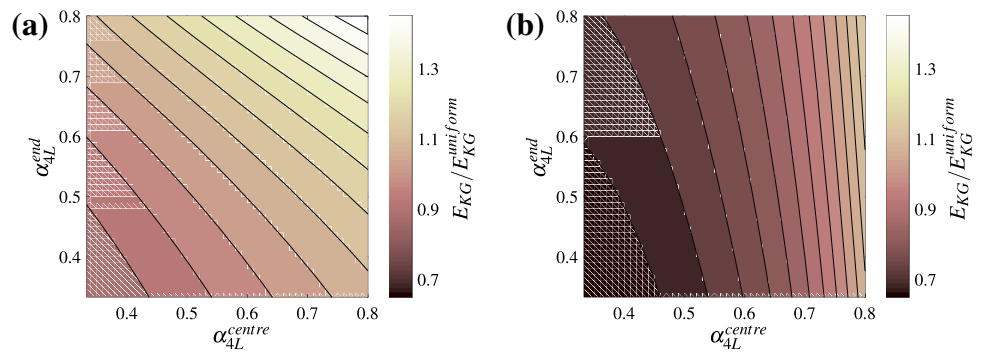 (a)
0.8
0.7
0.6
0.5
0.4
α_{4L}^{end}
0.4 0.5 0.6 0.7 0.8
α_{4L}^{centre}
1.3
1.1
0.9
0.7
E_{KG}/E_{KG}^{uniform}
(b)
0.8
0.7
0.6
0.5
0.4
α_{4L}^{end}
0.4 0.5 0.6 0.7 0.8
α_{4L}^{centre}
1.3
1.1
0.9
0.7
E_{KG}/E_{KG}^{uniform}